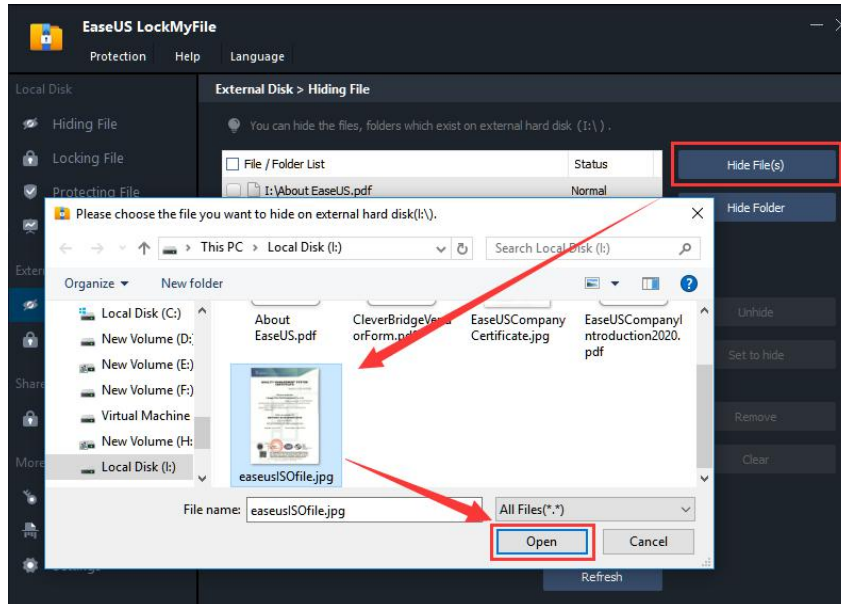 EaseUS LockMyFile
Protection Help Language
Local Disk
External Disk > Hiding File
Hiding File
You can hide the files, folders which exist on external hard disk (I:\).
Locking File
File / Folder List Status
Hide File(s)
Protecting File
I:\About EaseUS.pdf Normal
Hide Folder
Please choose the file you want to hide on external hard disk(I:\).
This PC > Local Disk (I:)
Search Local Disk (I:)
Exter
Organize New folder
Local Disk (C:)
New Volume (D:
New Volume (E:)
New Volume (F:)
Virtual Machine
New Volume (H:
Local Disk (I:)
About
EaseUS.pdf
CleverBridgeVend
orForm.pdf
EaseUSCompany
Certificate.jpg
EaseUSCompanyI
ntroduction2020.
pdf
easeusISOfile.jpg
Unhide
Set to hide
Share
Remove
More
Clear
File name: easeusISOfile.jpg All Files(*.*)
Open Cancel
Settings
Refresh